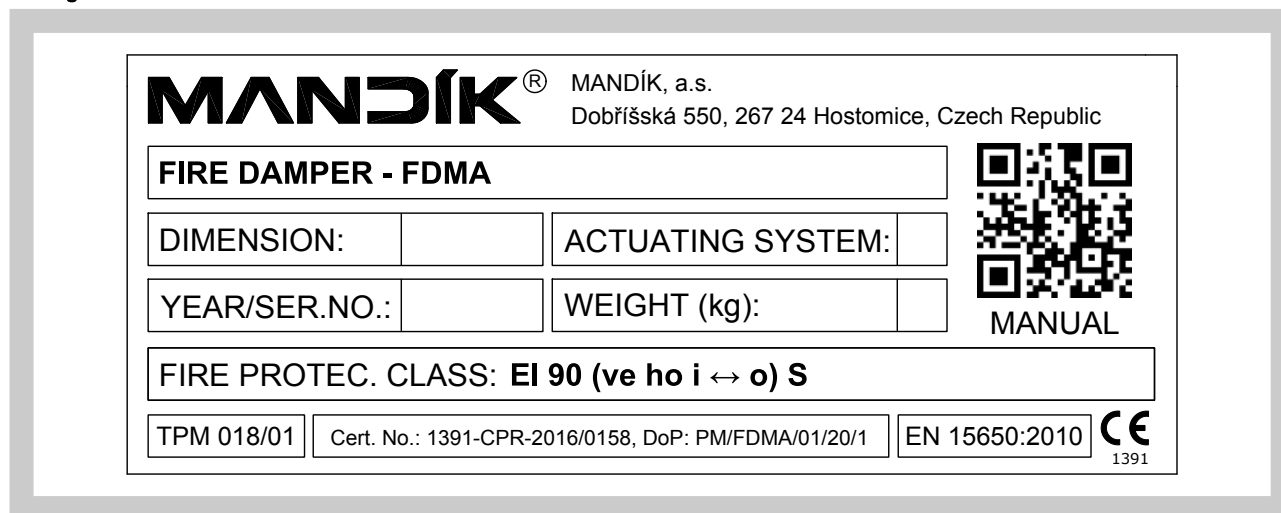 MANDÍK®
MANDÍK, a.s.
Dobříšská 550, 267 24 Hostomice, Czech Republic
FIRE DAMPER - FDMA
DIMENSION:
ACTUATING SYSTEM:
YEAR/SER.NO.:
WEIGHT (kg):
MANUAL
FIRE PROTEC. CLASS: EI 90 (ve ho i ↔ o) S
TPM 018/01
Cert. No.: 1391-CPR-2016/0158, DoP: PM/FDMA/01/20/1
EN 15650:2010
CE
1391